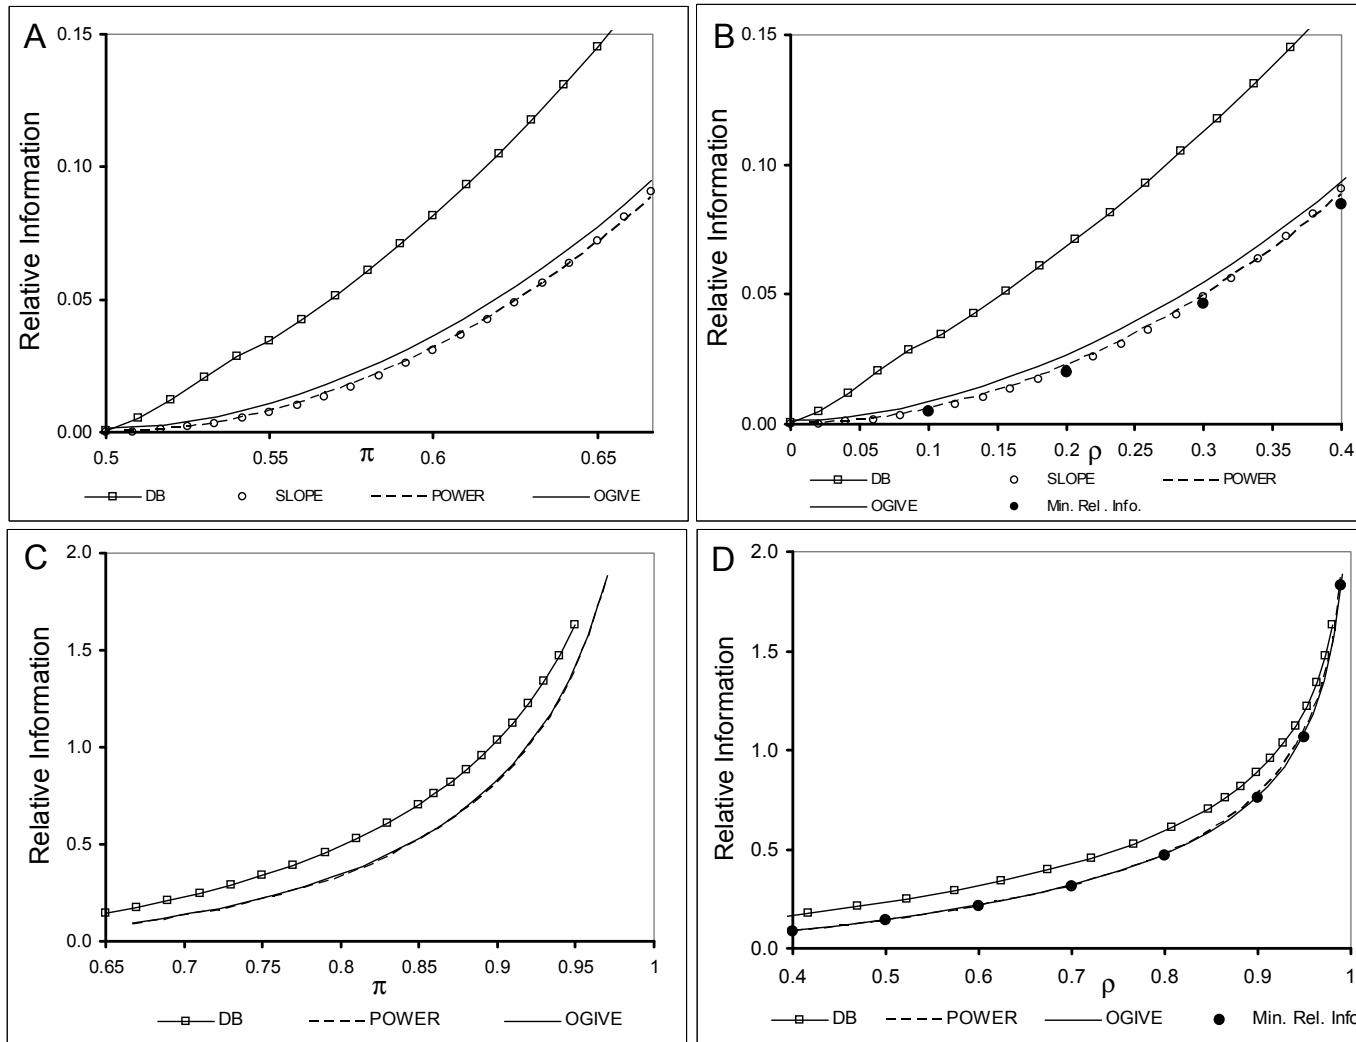 A
0.15
0.10
0.05
0.00
Relative Information
0.5 0.55 0.6 0.65
π
DB SLOPE POWER OGIVE
B
0.15
0.10
0.05
0.00
Relative Information
0 0.05 0.1 0.15 0.2 0.25 0.3 0.35 0.4
ρ
DB SLOPE POWER
OGIVE Min. Rel . Info.
C
2.0
1.5
1.0
0.5
0.0
Relative Information
0.65 0.7 0.75 0.8 0.85 0.9 0.95 1
π
DB POWER OGIVE
D
2.0
1.5
1.0
0.5
0.0
Relative Information
0.4 0.5 0.6 0.7 0.8 0.9 1
ρ
DB POWER OGIVE Min. Rel. Info